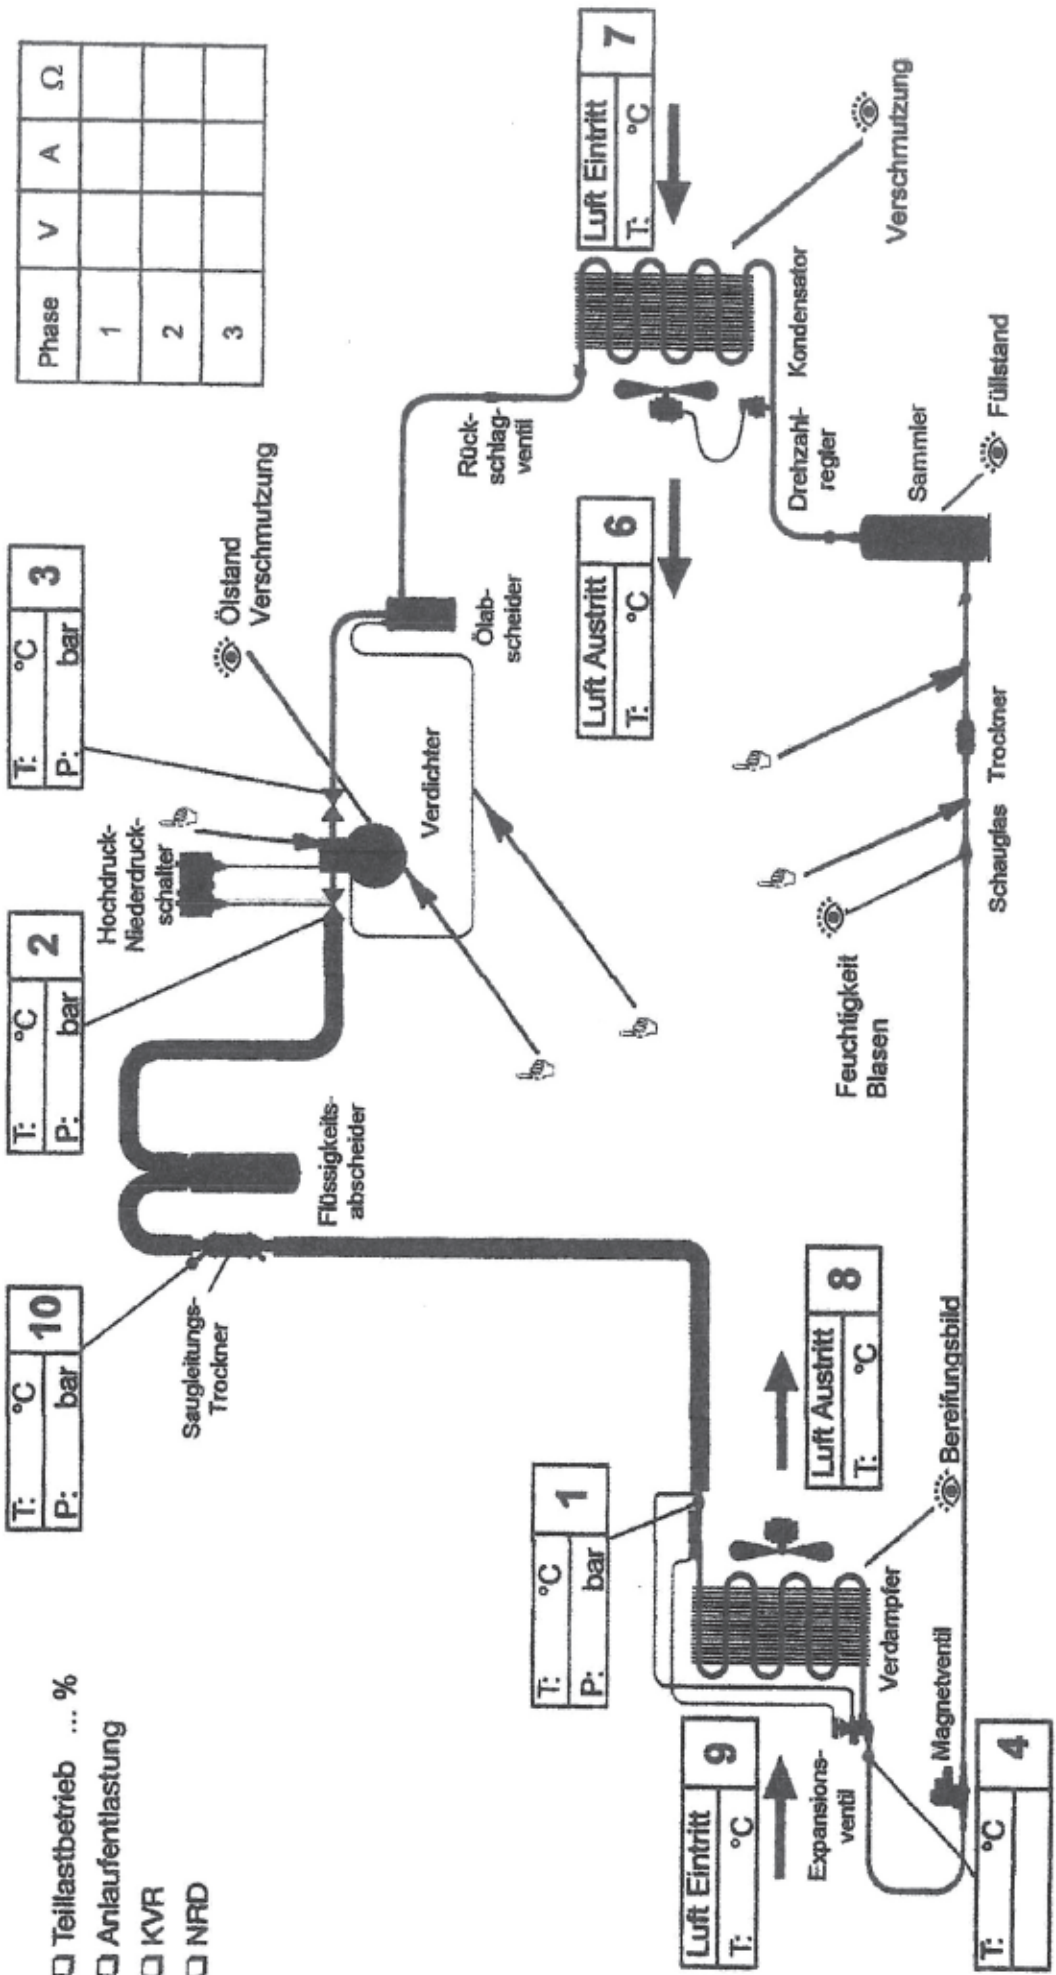 ❑ Teillastbetrieb ... %
❑ Anlaufentlastung
❑ KVR
❑ NRD
T: °C 10
P: bar
T: °C 2
P: bar
T: °C 3
P: bar
Phase V A Ω
1
2
3
Saugleitungs-
Trockner
Flüssigkeits-
abscheider
Hochdruck-
Niederdruck-
schalter
Ölstand
Verschmutzung
Verdichter
Ölab-
scheider
Rück-
schlag-
ventil
T: °C 1
P: bar
Luft Austritt 6
T: °C
Luft Eintritt 7
T: °C
Luft Eintritt 9
T: °C
Luft Austritt 8
T: °C
Expansions-
ventil
Verdampfer
Bereifungsbild
Magnetventil
T: °C 4
Feuchtigkeit
Blasen
Schauglas
Trockner
Drehzahl-
regler
Kondensator
Verschmutzung
Sammler
Füllstand